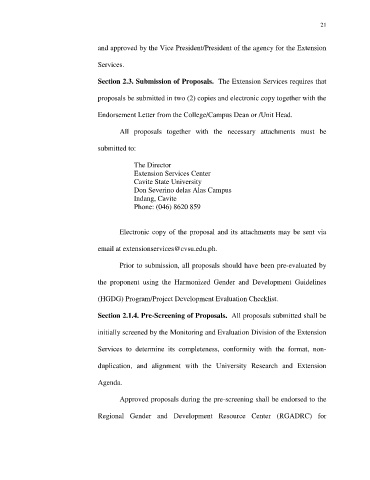 21
and approved by the Vice President/President of the agency for the Extension
Services.
Section 2.3. Submission of Proposals. The Extension Services requires that
proposals be submitted in two (2) copies and electronic copy together with the
Endorsement Letter from the College/Campus Dean or /Unit Head.
All proposals together with the necessary attachments must be
submitted to:
The Director
Extension Services Center
Cavite State University
Don Severino delas Alas Campus
Indang, Cavite
Phone: (046) 8620 859
Electronic copy of the proposal and its attachments may be sent via
email at extensionservices@cvsu.edu.ph.
Prior to submission, all proposals should have been pre-evaluated by
the proponent using the Harmonized Gender and Development Guidelines
(HGDG) Program/Project Development Evaluation Checklist.
Section 2.1.4. Pre-Screening of Proposals. All proposals submitted shall be
initially screened by the Monitoring and Evaluation Division of the Extension
Services to determine its completeness, conformity with the format, non-
duplication, and alignment with the University Research and Extension
Agenda.
Approved proposals during the pre-screening shall be endorsed to the
Regional Gender and Development Resource Center (RGADRC) for